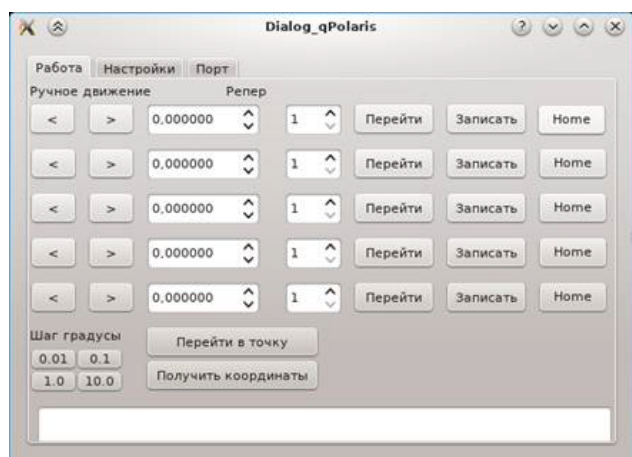 Dialog_qPolaris
Работа Настройки Порт
Ручное движение Репер
< > 0,000000 1 Перейти Записать Home
< > 0,000000 1 Перейти Записать Home
< > 0,000000 1 Перейти Записать Home
< > 0,000000 1 Перейти Записать Home
< > 0,000000 1 Перейти Записать Home
Шаг градусы Перейти в точку
0.01 0.1
1.0 10.0 Получить координаты